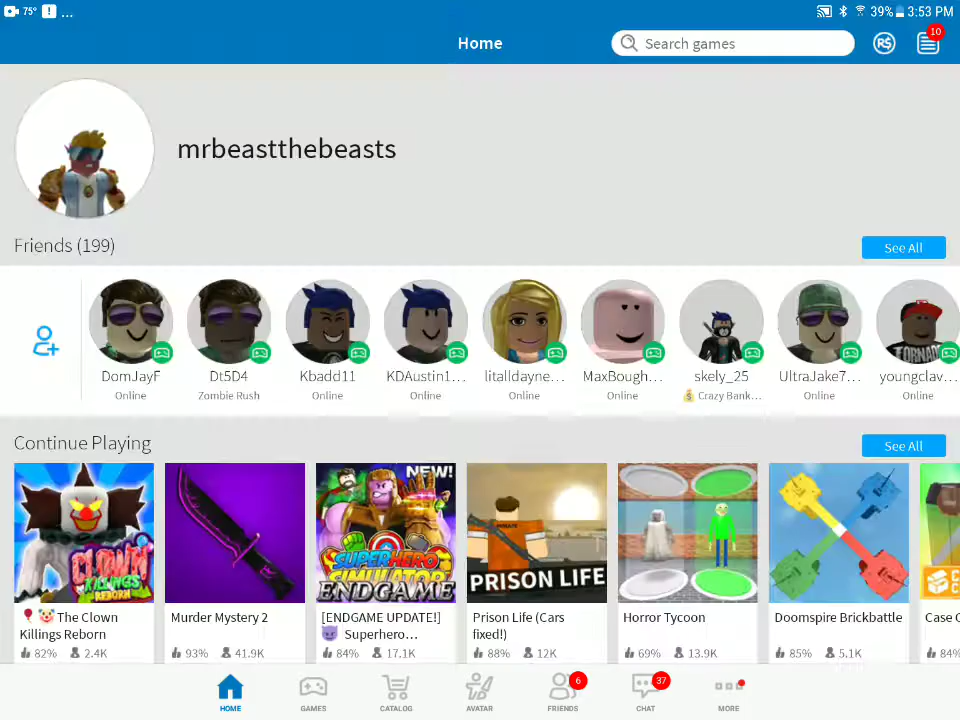 75° ! ...
39% 3:53 PM
Home
Search games
R$
10
mrbeastthebeasts
Friends (199)
See All
DomJayF
Online
Dt5D4
Zombie Rush
Kbadd11
Online
KDAustin1...
Online
litalldayne...
Online
MaxBough...
Online
skely_25
💰 Crazy Bank...
UltraJake7...
Online
TORNADO
youngclav...
Online
Continue Playing
See All
CLOWN
KILLINGS
REBORN
🎈🤡 The Clown
Killings Reborn
82% 2.4K
Murder Mystery 2
93% 41.9K
NEW!
SUPERHERO
SIMULATOR
ENDGAME
[ENDGAME UPDATE!]
😈 Superhero...
84% 17.1K
PRISON LIFE
Prison Life (Cars
fixed!)
88% 12K
Horror Tycoon
69% 13.9K
Doomspire Brickbattle
85% 5.1K
Case C
84%
HOME
GAMES
CATALOG
AVATAR
6
FRIENDS
37
CHAT
MORE